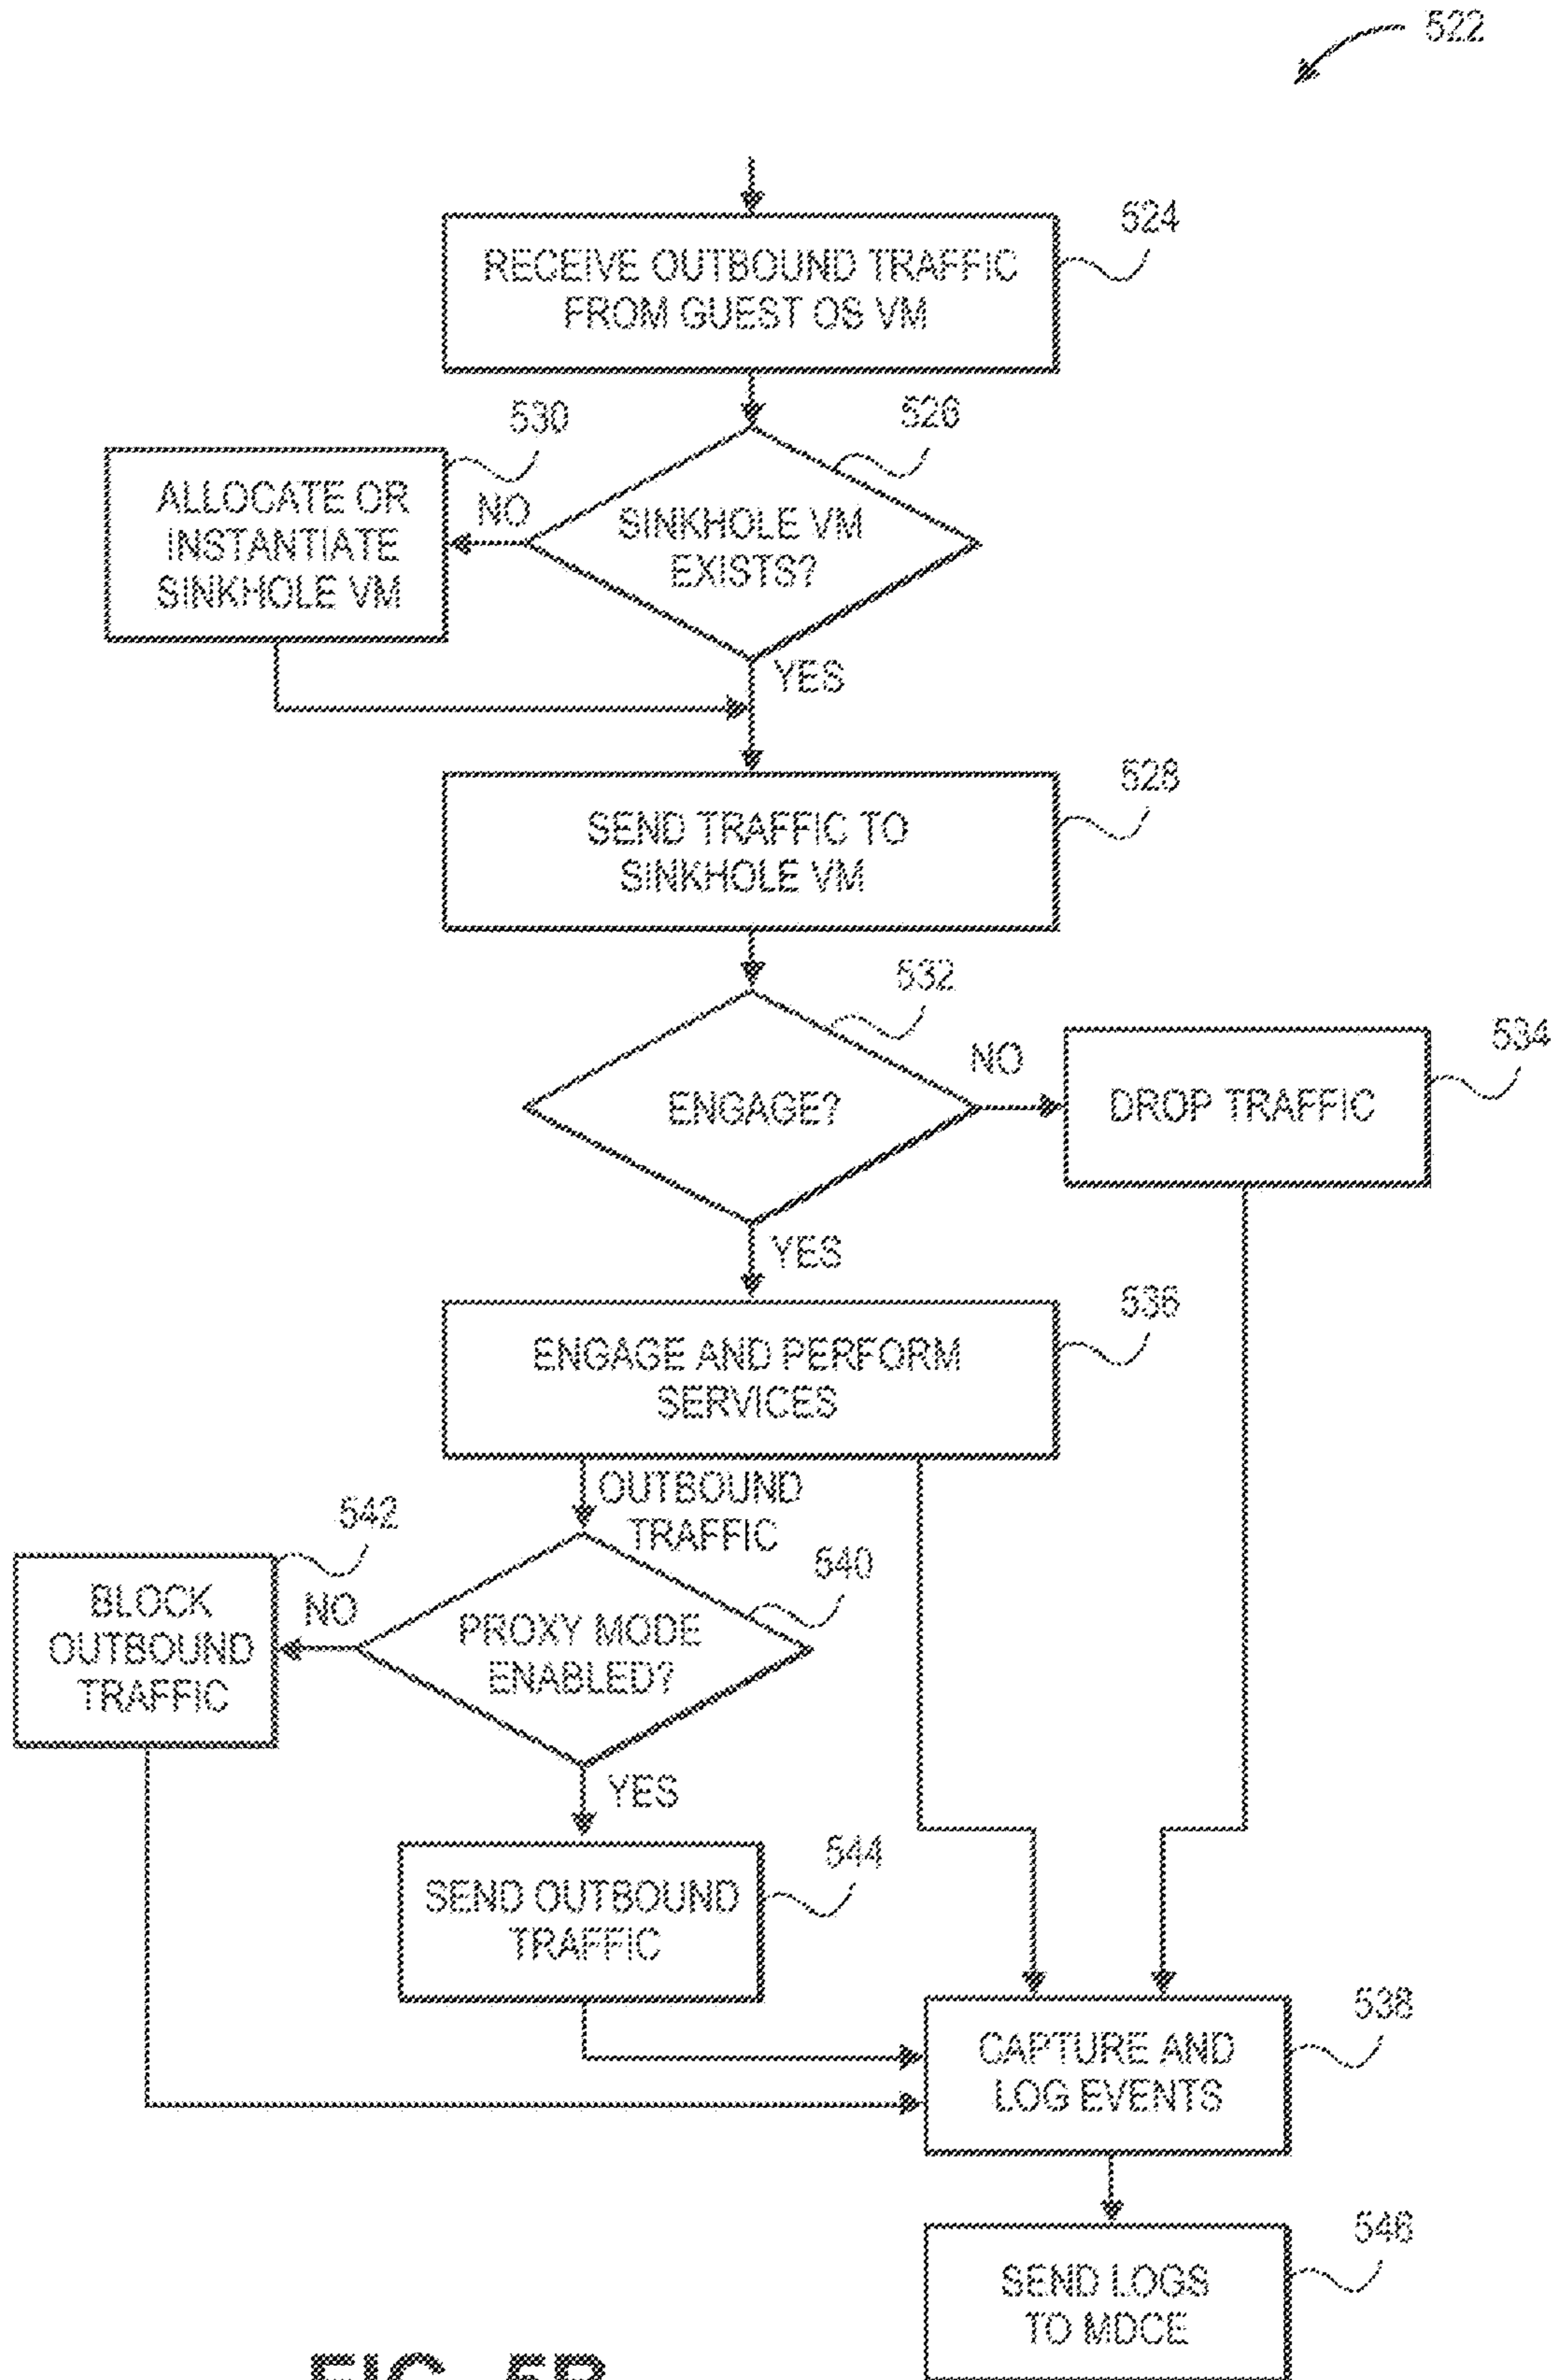 522
RECEIVE OUTBOUND TRAFFIC
FROM GUEST OS VM
524
530
526
ALLOCATE OR
INSTANTIATE
SINKHOLE VM
NO
SINKHOLE VM
EXISTS?
YES
SEND TRAFFIC TO
SINKHOLE VM
528
532
ENGAGE?
NO
DROP TRAFFIC
534
YES
ENGAGE AND PERFORM
SERVICES
536
OUTBOUND
TRAFFIC
542
540
BLOCK
OUTBOUND
TRAFFIC
NO
PROXY MODE
ENABLED?
YES
SEND OUTBOUND
TRAFFIC
544
CAPTURE AND
LOG EVENTS
538
SEND LOGS
TO MDCE
546
FIG. 5B